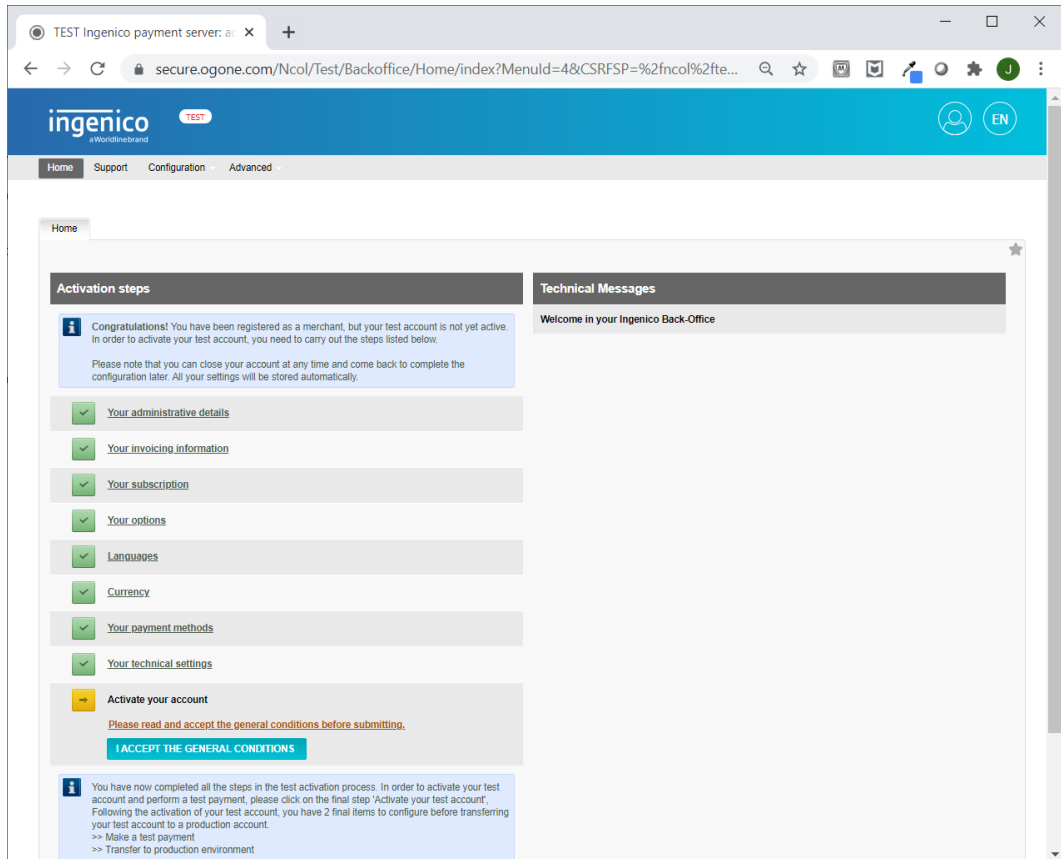 TEST Ingenico payment server: ac
secure.ogone.com/Ncol/Test/Backoffice/Home/index?MenuId=4&CSRFSP=%2fncol%2fte...
J
ingenico
aWorldlinebrand
TEST
EN
Home Support Configuration Advanced
Home
Activation steps
Congratulations! You have been registered as a merchant, but your test account is not yet active.
In order to activate your test account, you need to carry out the steps listed below.
Please note that you can close your account at any time and come back to complete the
configuration later. All your settings will be stored automatically.
Your administrative details
Your invoicing information
Your subscription
Your options
Languages
Currency
Your payment methods
Your technical settings
Activate your account
Please read and accept the general conditions before submitting.
I ACCEPT THE GENERAL CONDITIONS
You have now completed all the steps in the test activation process. In order to activate your test
account and perform a test payment, please click on the final step 'Activate your test account',
Following the activation of your test account, you have 2 final items to configure before transferring
your test account to a production account.
>> Make a test payment
>> Transfer to production environment
Technical Messages
Welcome in your Ingenico Back-Office